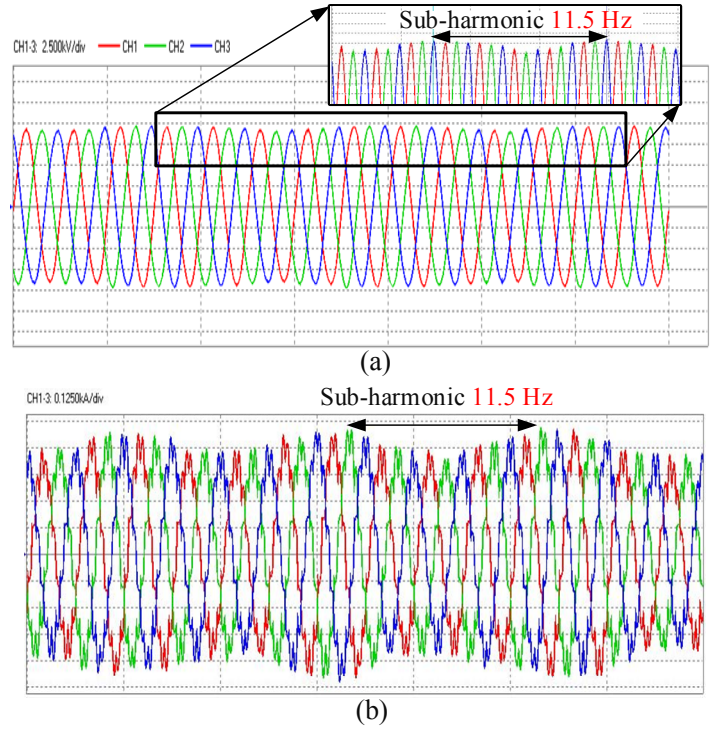 Sub-harmonic 11.5 Hz
CH1-3: 2.500kV/div CH1 CH2 CH3
(a)
CH1-3: 0.1250kA/div
Sub-harmonic 11.5 Hz
(b)